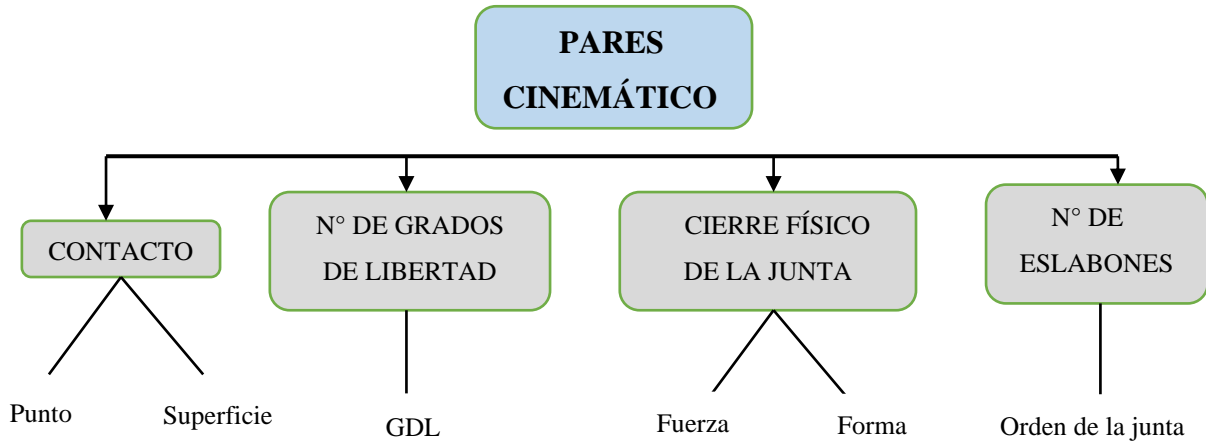 PARES
CINEMÁTICO
CONTACTO
N° DE GRADOS
DE LIBERTAD
CIERRE FÍSICO
DE LA JUNTA
N° DE
ESLABONES
Punto
Superficie
GDL
Fuerza
Forma
Orden de la junta